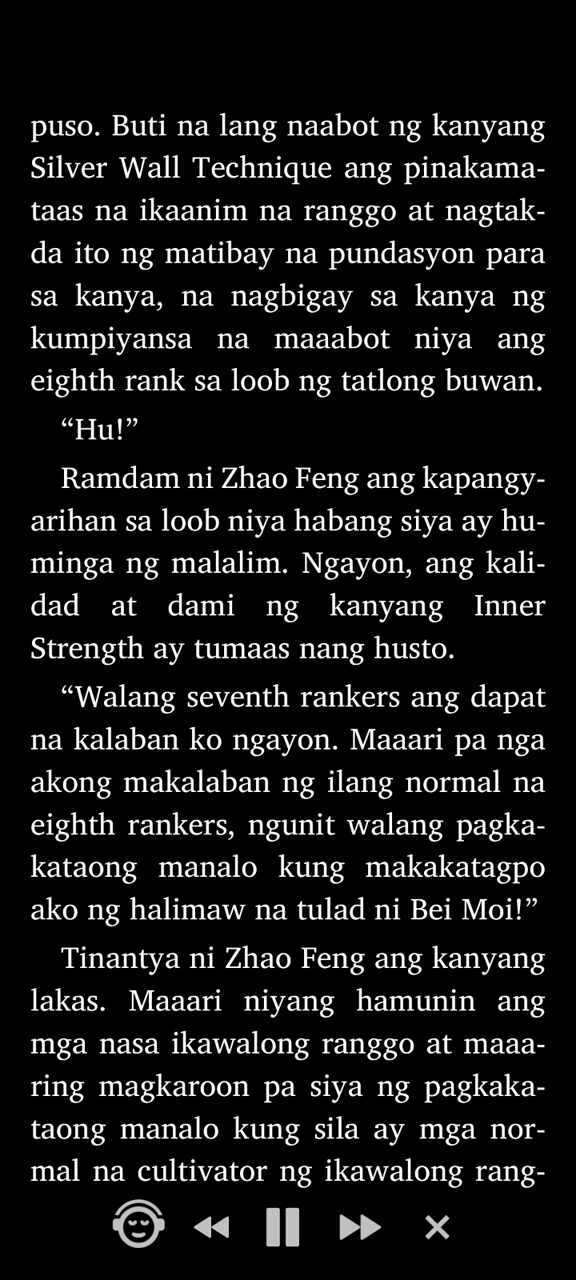 puso. Buti na lang naabot ng kanyang
Silver Wall Technique ang pinakama-
taas na ikaanim na ranggo at nagtak-
da ito ng matibay na pundasyon para
sa kanya, na nagbigay sa kanya ng
kumpiyansa na maaabot niya ang
eighth rank sa loob ng tatlong buwan.
“Hu!”
Ramdam ni Zhao Feng ang kapangy-
arihan sa loob niya habang siya ay hu-
minga ng malalim. Ngayon, ang kali-
dad at dami ng kanyang Inner
Strength ay tumaas nang husto.
“Walang seventh rankers ang dapat
na kalaban ko ngayon. Maaari pa nga
akong makalaban ng ilang normal na
eighth rankers, ngunit walang pagka-
kataong manalo kung makakatagpo
ako ng halimaw na tulad ni Bei Moi!”
Tinantya ni Zhao Feng ang kanyang
lakas. Maaari niyang hamunin ang
mga nasa ikawalong ranggo at maaa-
ring magkaroon pa siya ng pagkaka-
taong manalo kung sila ay mga nor-
mal na cultivator ng ikawalong rang-